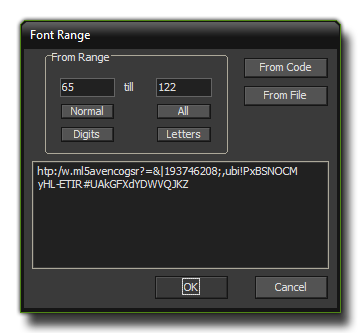 Font Range
From Range
65 till 122
From Code
Normal All
From File
Digits Letters
htp:/w.ml5avencogsr?=&|193746208;,ubi!PxBSNOCM
yHL-ETIR#UAkGFXdYDWVQJKZ
OK Cancel